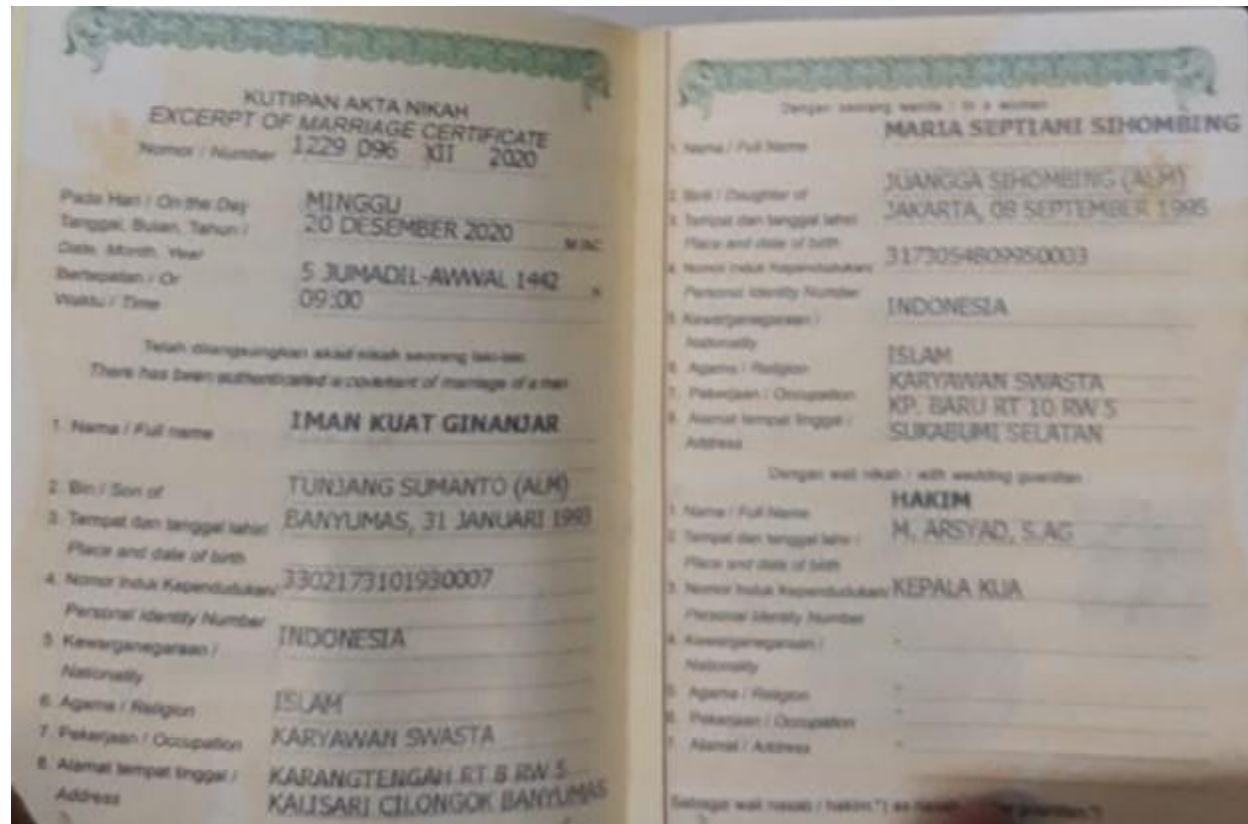 KUTIPAN AKTA NIKAH
EXCERPT OF MARRIAGE CERTIFICATE
Nomor / Number 1229 096 XII 2020
Pada Hari / On the Day MINGGU
Tanggal, Bulan, Tahun / 20 DESEMBER 2020
Date, Month, Year
Bertepatan / Or 5 JUMADIL-AWWAL 1442 H
Waktu / Time 09:00
Telah dilangsungkan akad nikah seorang laki-laki
There has been authenticated a covenant of marriage of a man
1. Nama / Full name IMAN KUAT GINANJAR
2. Bin / Son of TUNJANG SUMANTO (ALM)
3. Tempat dan tanggal lahir/ BANYUMAS, 31 JANUARI 1993
Place and date of birth
4. Nomor Induk Kependudukan/ 3302173101930007
Personal Identity Number
5. Kewarganegaraan / INDONESIA
Nationality
6. Agama / Religion ISLAM
7. Pekerjaan / Occupation KARYAWAN SWASTA
8. Alamat tempat tinggal / KARANGTENGAH RT 8 RW 5
Address KALISARI CILONGOK BANYUMAS
Dengan seorang wanita / to a women
1. Nama / Full Name MARIA SEPTIANI SIHOMBING
2. Binti / Daughter of JUANGGA SIHOMBING (ALM)
3. Tempat dan tanggal lahir/ JAKARTA, 08 SEPTEMBER 1995
Place and date of birth
4. Nomor Induk Kependudukan/ 3173054809950003
Personal Identity Number
5. Kewarganegaraan / INDONESIA
Nationality
6. Agama / Religion ISLAM
7. Pekerjaan / Occupation KARYAWAN SWASTA
8. Alamat tempat tinggal / KP. BARU RT 10 RW 5
Address SUKABUMI SELATAN
Dengan wali nikah / with wedding guardian
1. Nama / Full Name HAKIM
2. Tempat dan tanggal lahir / M. ARSYAD, S.AG
Place and date of birth
3. Nomor Induk Kependudukan/ KEPALA KUA
Personal Identity Number
4. Kewarganegaraan / -
Nationality
5. Agama / Religion -
6. Pekerjaan / Occupation -
7. Alamat / Address -
Sebagai wali nasab / hakim *) as nasab guardian *)